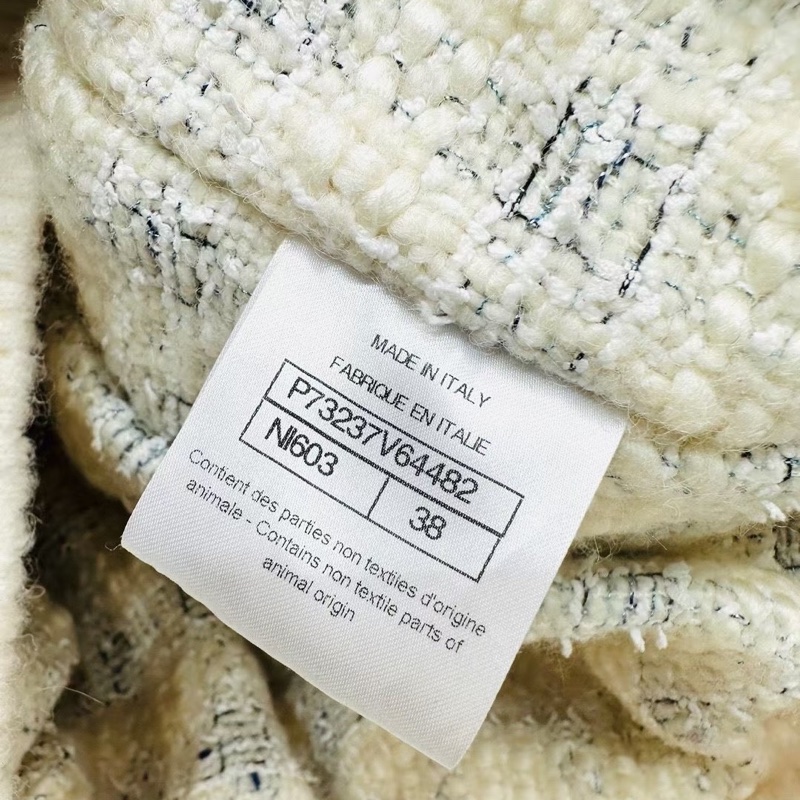 MADE IN ITALY
FABRIQUE EN ITALIE
P73237V64482
NI603 38
Contient des parties non textiles d'origine
animale - Contains non textile parts of
animal origin